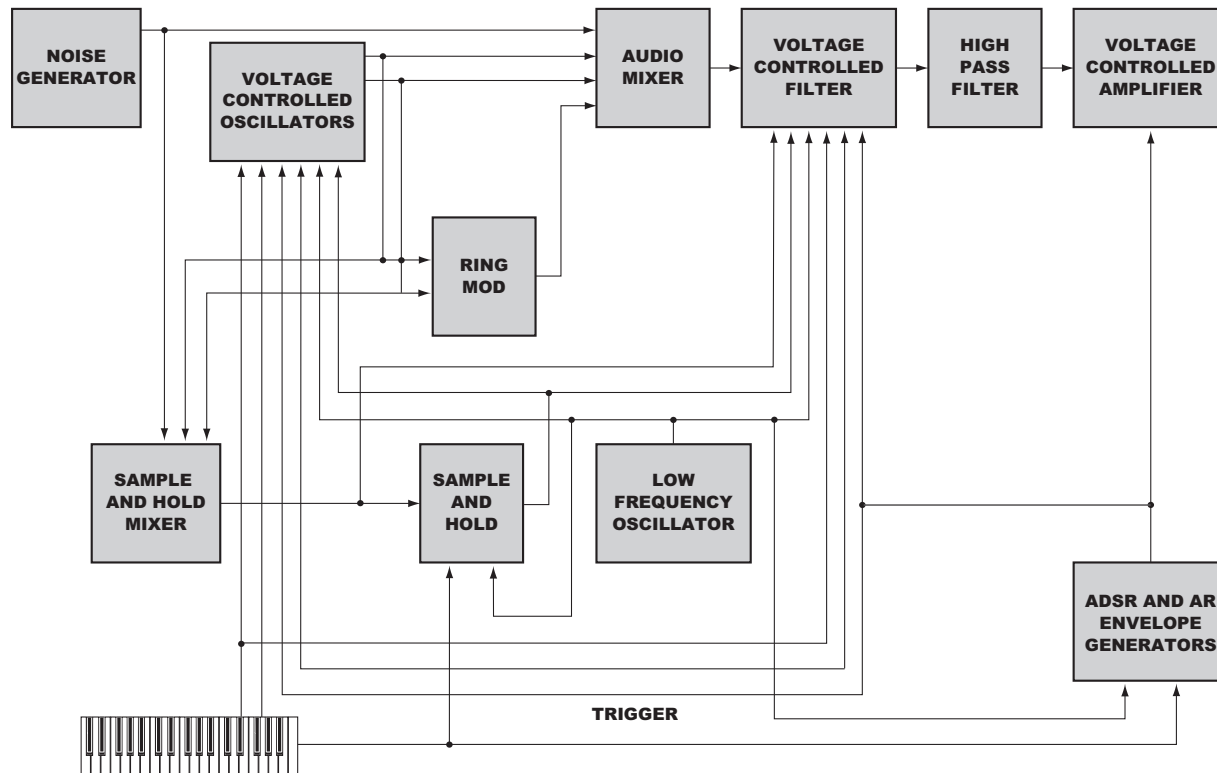 NOISE
GENERATOR
VOLTAGE
CONTROLLED
OSCILLATORS
AUDIO
MIXER
VOLTAGE
CONTROLLED
FILTER
HIGH
PASS
FILTER
VOLTAGE
CONTROLLED
AMPLIFIER
RING
MOD
SAMPLE
AND HOLD
MIXER
SAMPLE
AND
HOLD
LOW
FREQUENCY
OSCILLATOR
ADSR AND AR
ENVELOPE
GENERATORS
TRIGGER